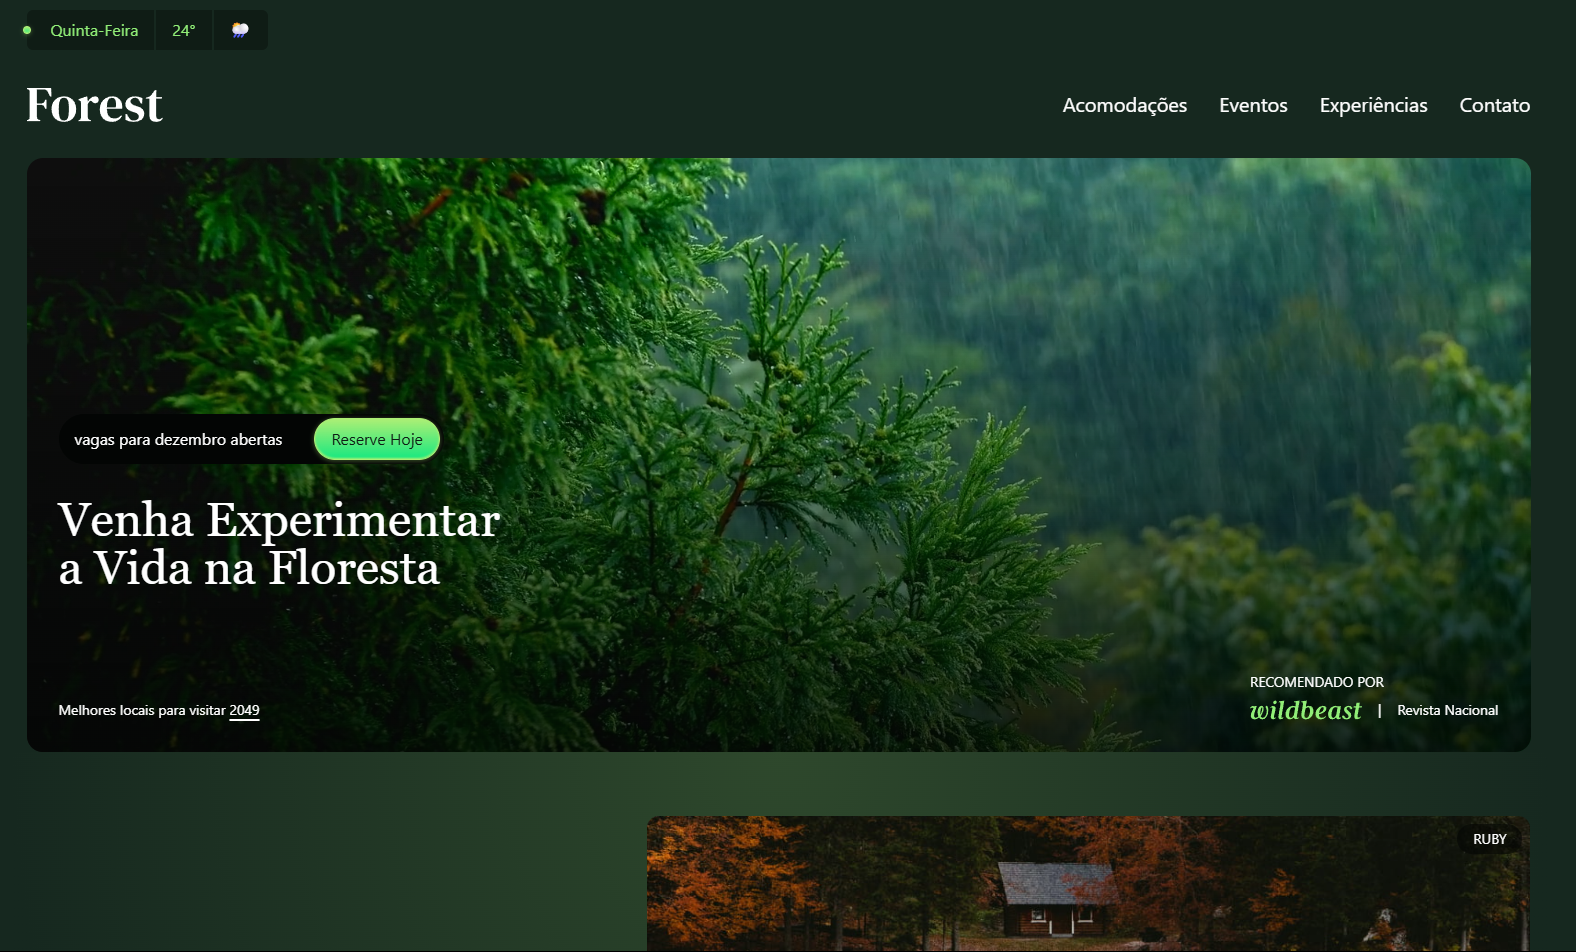 Quinta-Feira 24°
Forest
Acomodações Eventos Experiências Contato
vagas para dezembro abertas Reserve Hoje
Venha Experimentar
a Vida na Floresta
Melhores locais para visitar 2049
RECOMENDADO POR
wildbeast | Revista Nacional
RUBY